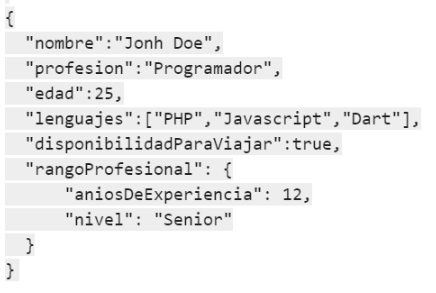 {
  "nombre":"Jonh Doe",
  "profesion":"Programador",
  "edad":25,
  "lenguajes":["PHP","Javascript","Dart"],
  "disponibilidadParaViajar":true,
  "rangoProfesional": {
      "aniosDeExperiencia": 12,
      "nivel": "Senior"
  }
}